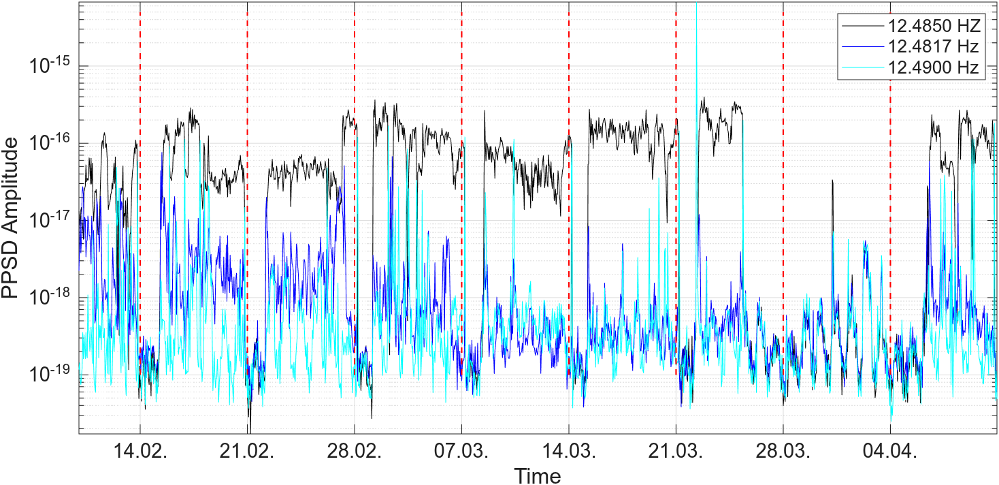 12.4850 HZ
12.4817 Hz
12.4900 Hz
PPSD Amplitude
10-15
10-16
10-17
10-18
10-19
14.02. 21.02. 28.02. 07.03. 14.03. 21.03. 28.03. 04.04.
Time